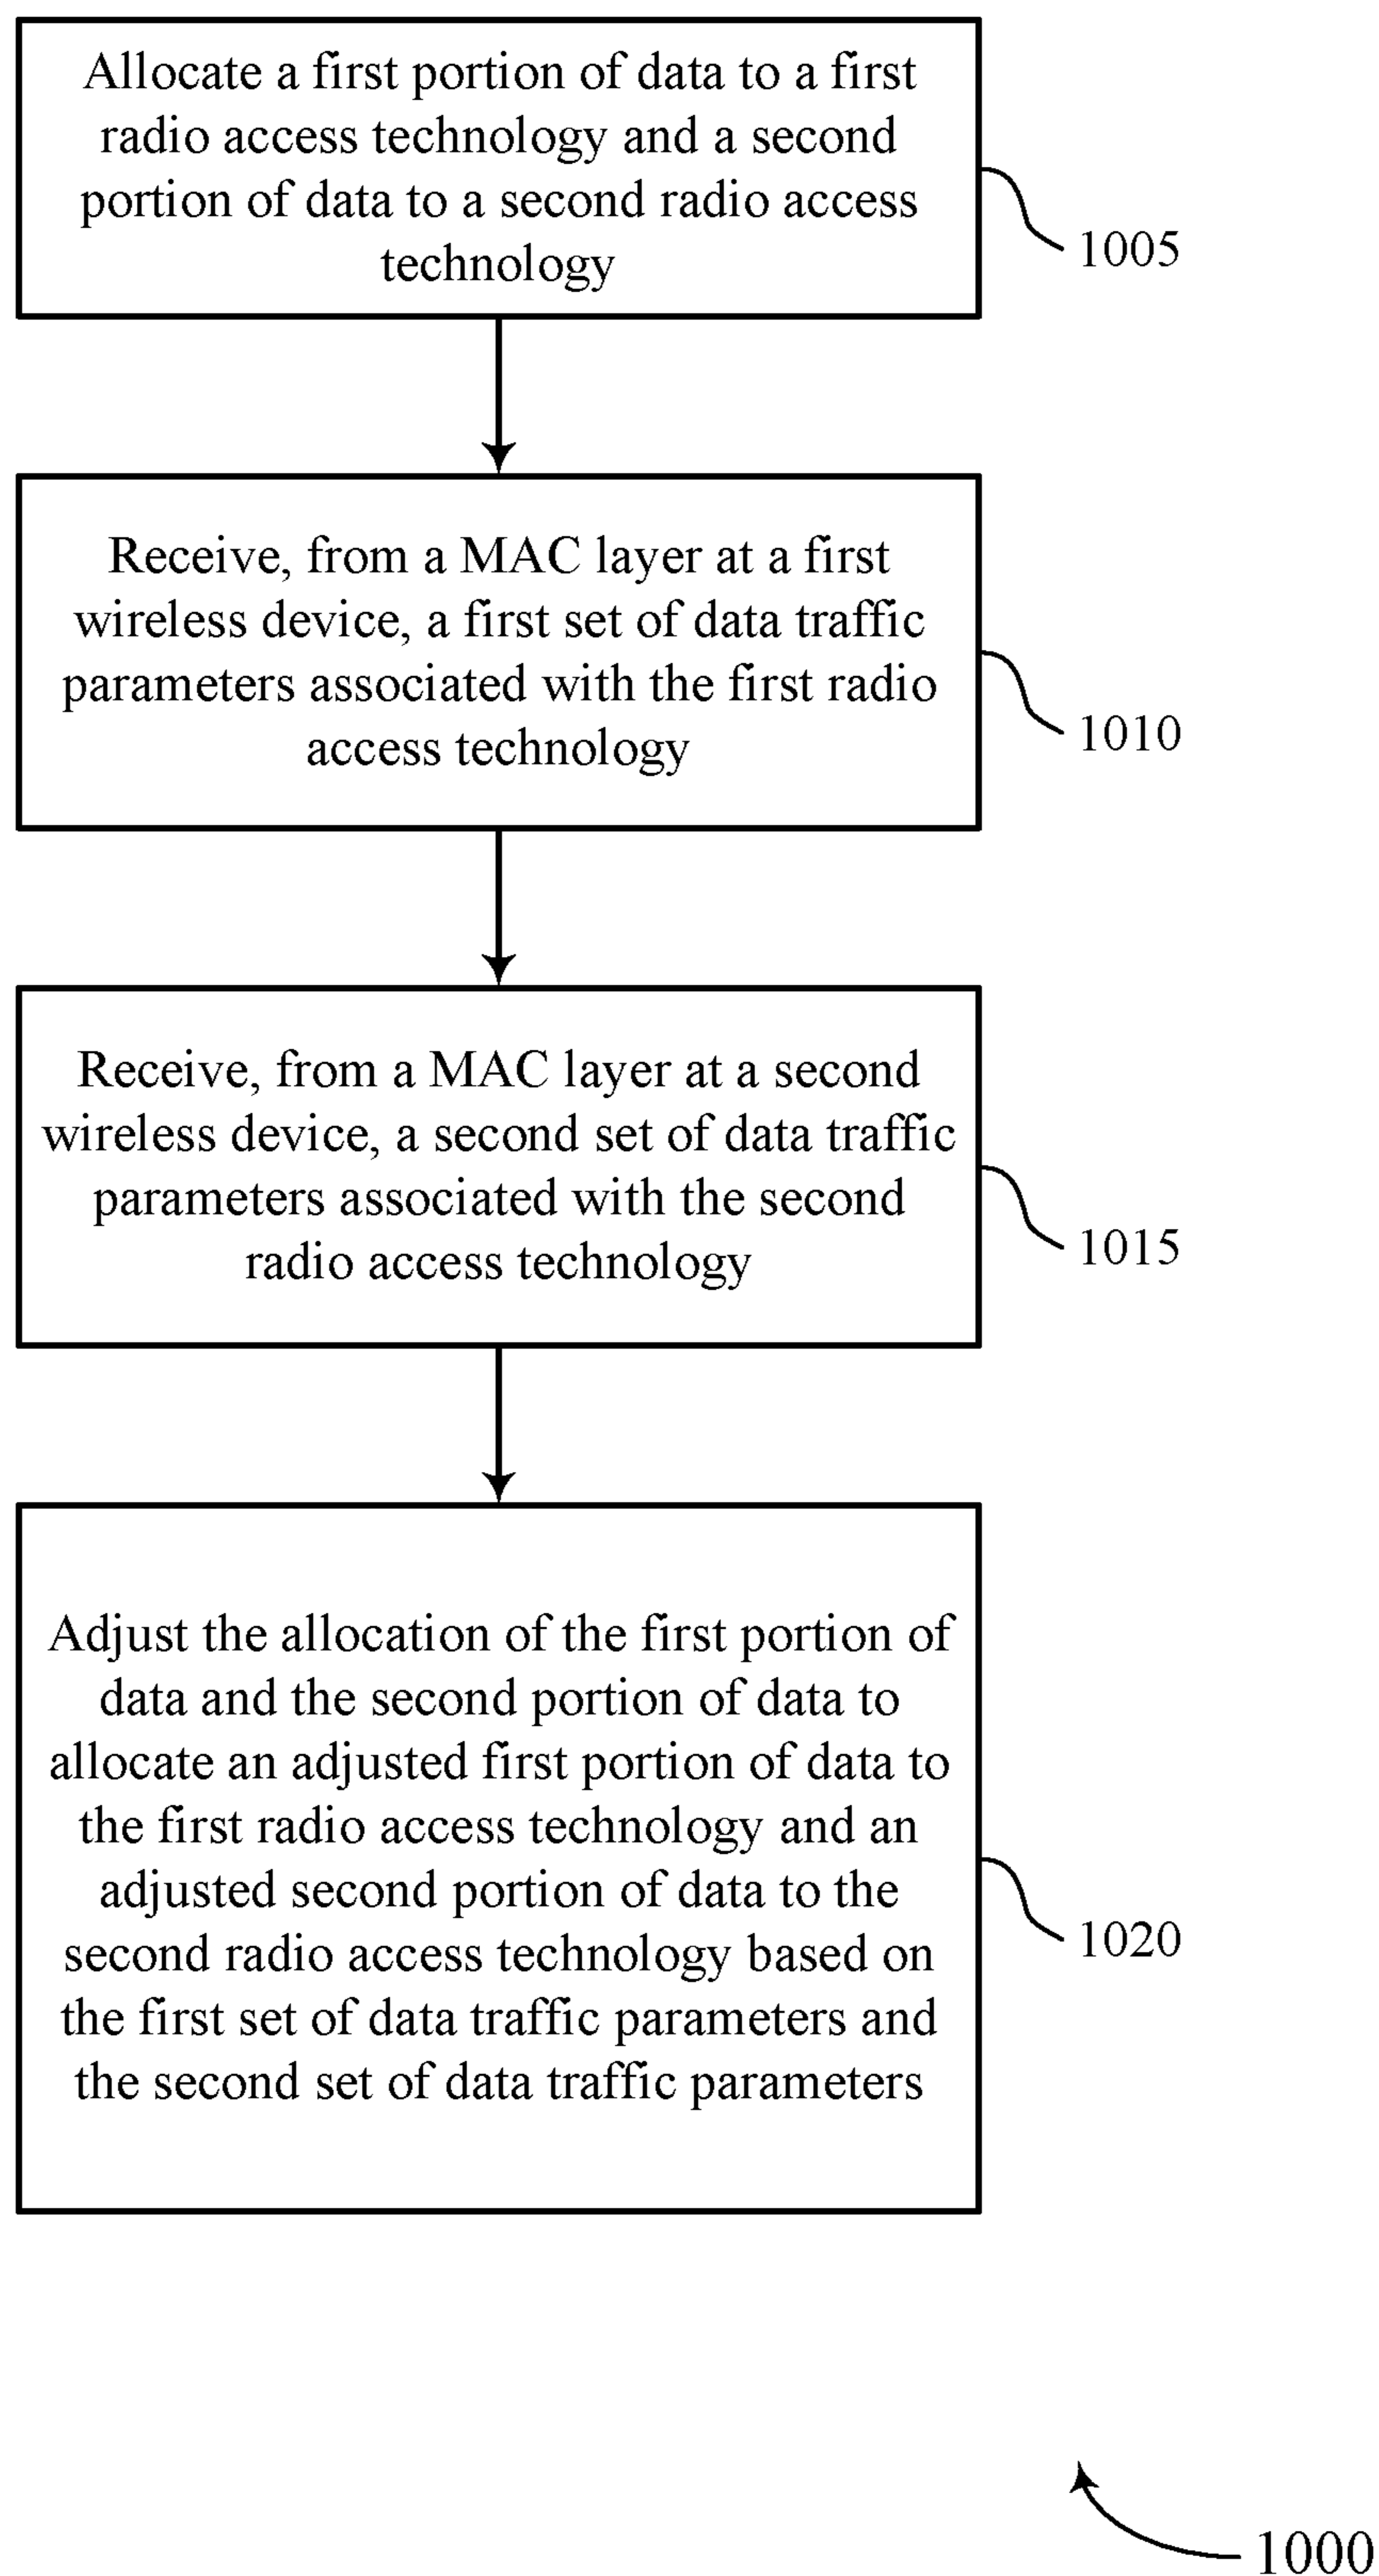 Allocate a first portion of data to a first
radio access technology and a second
portion of data to a second radio access
technology
1005
Receive, from a MAC layer at a first
wireless device, a first set of data traffic
parameters associated with the first radio
access technology
1010
Receive, from a MAC layer at a second
wireless device, a second set of data traffic
parameters associated with the second
radio access technology
1015
Adjust the allocation of the first portion of
data and the second portion of data to
allocate an adjusted first portion of data to
the first radio access technology and an
adjusted second portion of data to the
second radio access technology based on
the first set of data traffic parameters and
the second set of data traffic parameters
1020
1000